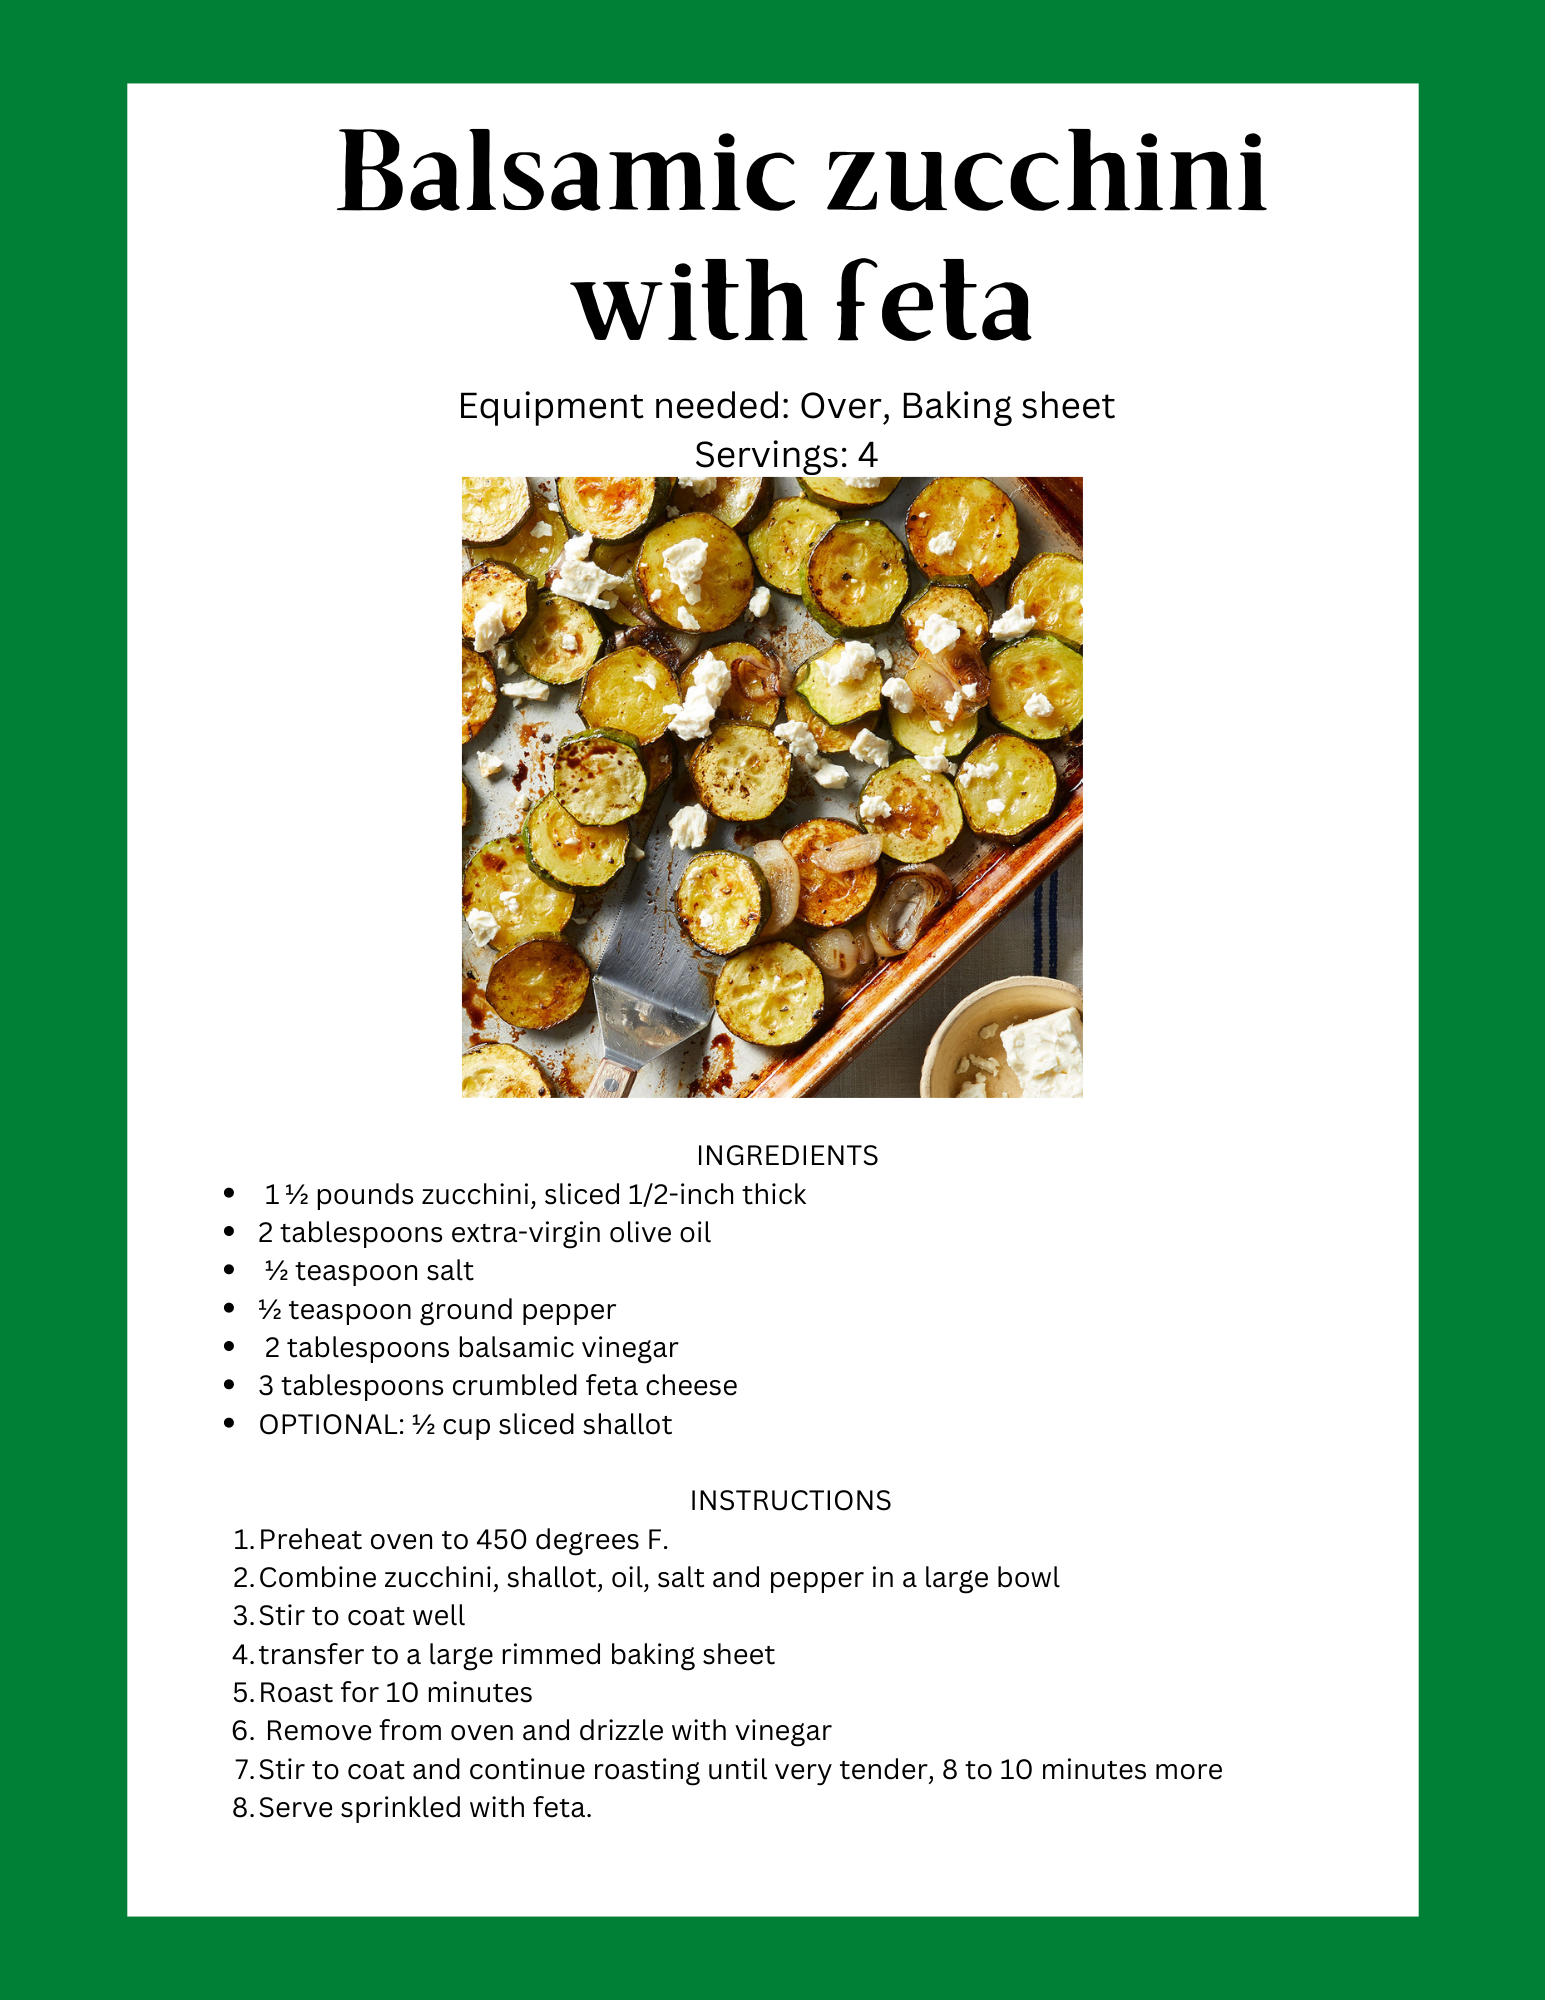 Balsamic zucchini
with feta
Equipment needed: Over, Baking sheet
Servings: 4
INGREDIENTS
• 1 ½ pounds zucchini, sliced 1/2-inch thick
• 2 tablespoons extra-virgin olive oil
• ½ teaspoon salt
• ½ teaspoon ground pepper
• 2 tablespoons balsamic vinegar
• 3 tablespoons crumbled feta cheese
• OPTIONAL: ½ cup sliced shallot
INSTRUCTIONS
1. Preheat oven to 450 degrees F.
2. Combine zucchini, shallot, oil, salt and pepper in a large bowl
3. Stir to coat well
4. transfer to a large rimmed baking sheet
5. Roast for 10 minutes
6. Remove from oven and drizzle with vinegar
7. Stir to coat and continue roasting until very tender, 8 to 10 minutes more
8. Serve sprinkled with feta.